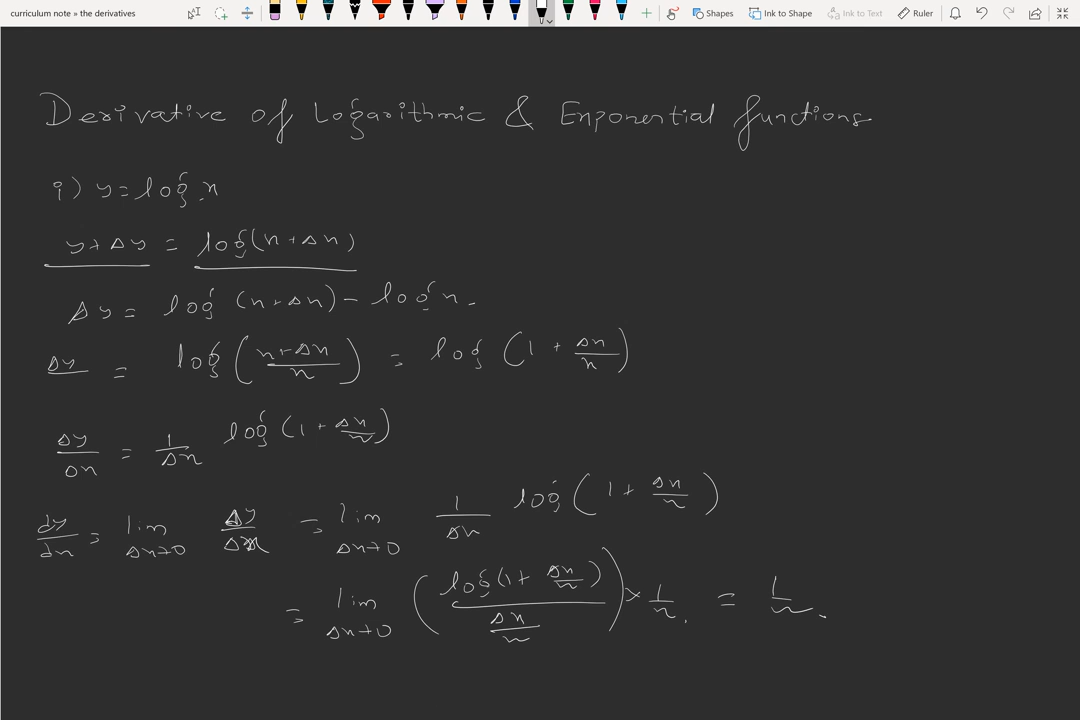 curriculum note » the derivatives
Shapes Ink to Shape Ink to Text Ruler
Derivative of Logarithmic & Exponential functions
i) y = log x
y + Δy = log(x + Δx)
Δy = log (x + Δx) - log x.
Δy = log((x + Δx)/x) = log (1 + Δx/x)
Δy/Δx = 1/Δx log (1 + Δx/x)
dy/dx = lim Δx→0 Δy/Δx = lim Δx→0 1/Δx log (1 + Δx/x)
= lim Δx→0 (log(1 + Δx/x) / (Δx/x)) × 1/x. = 1/x.